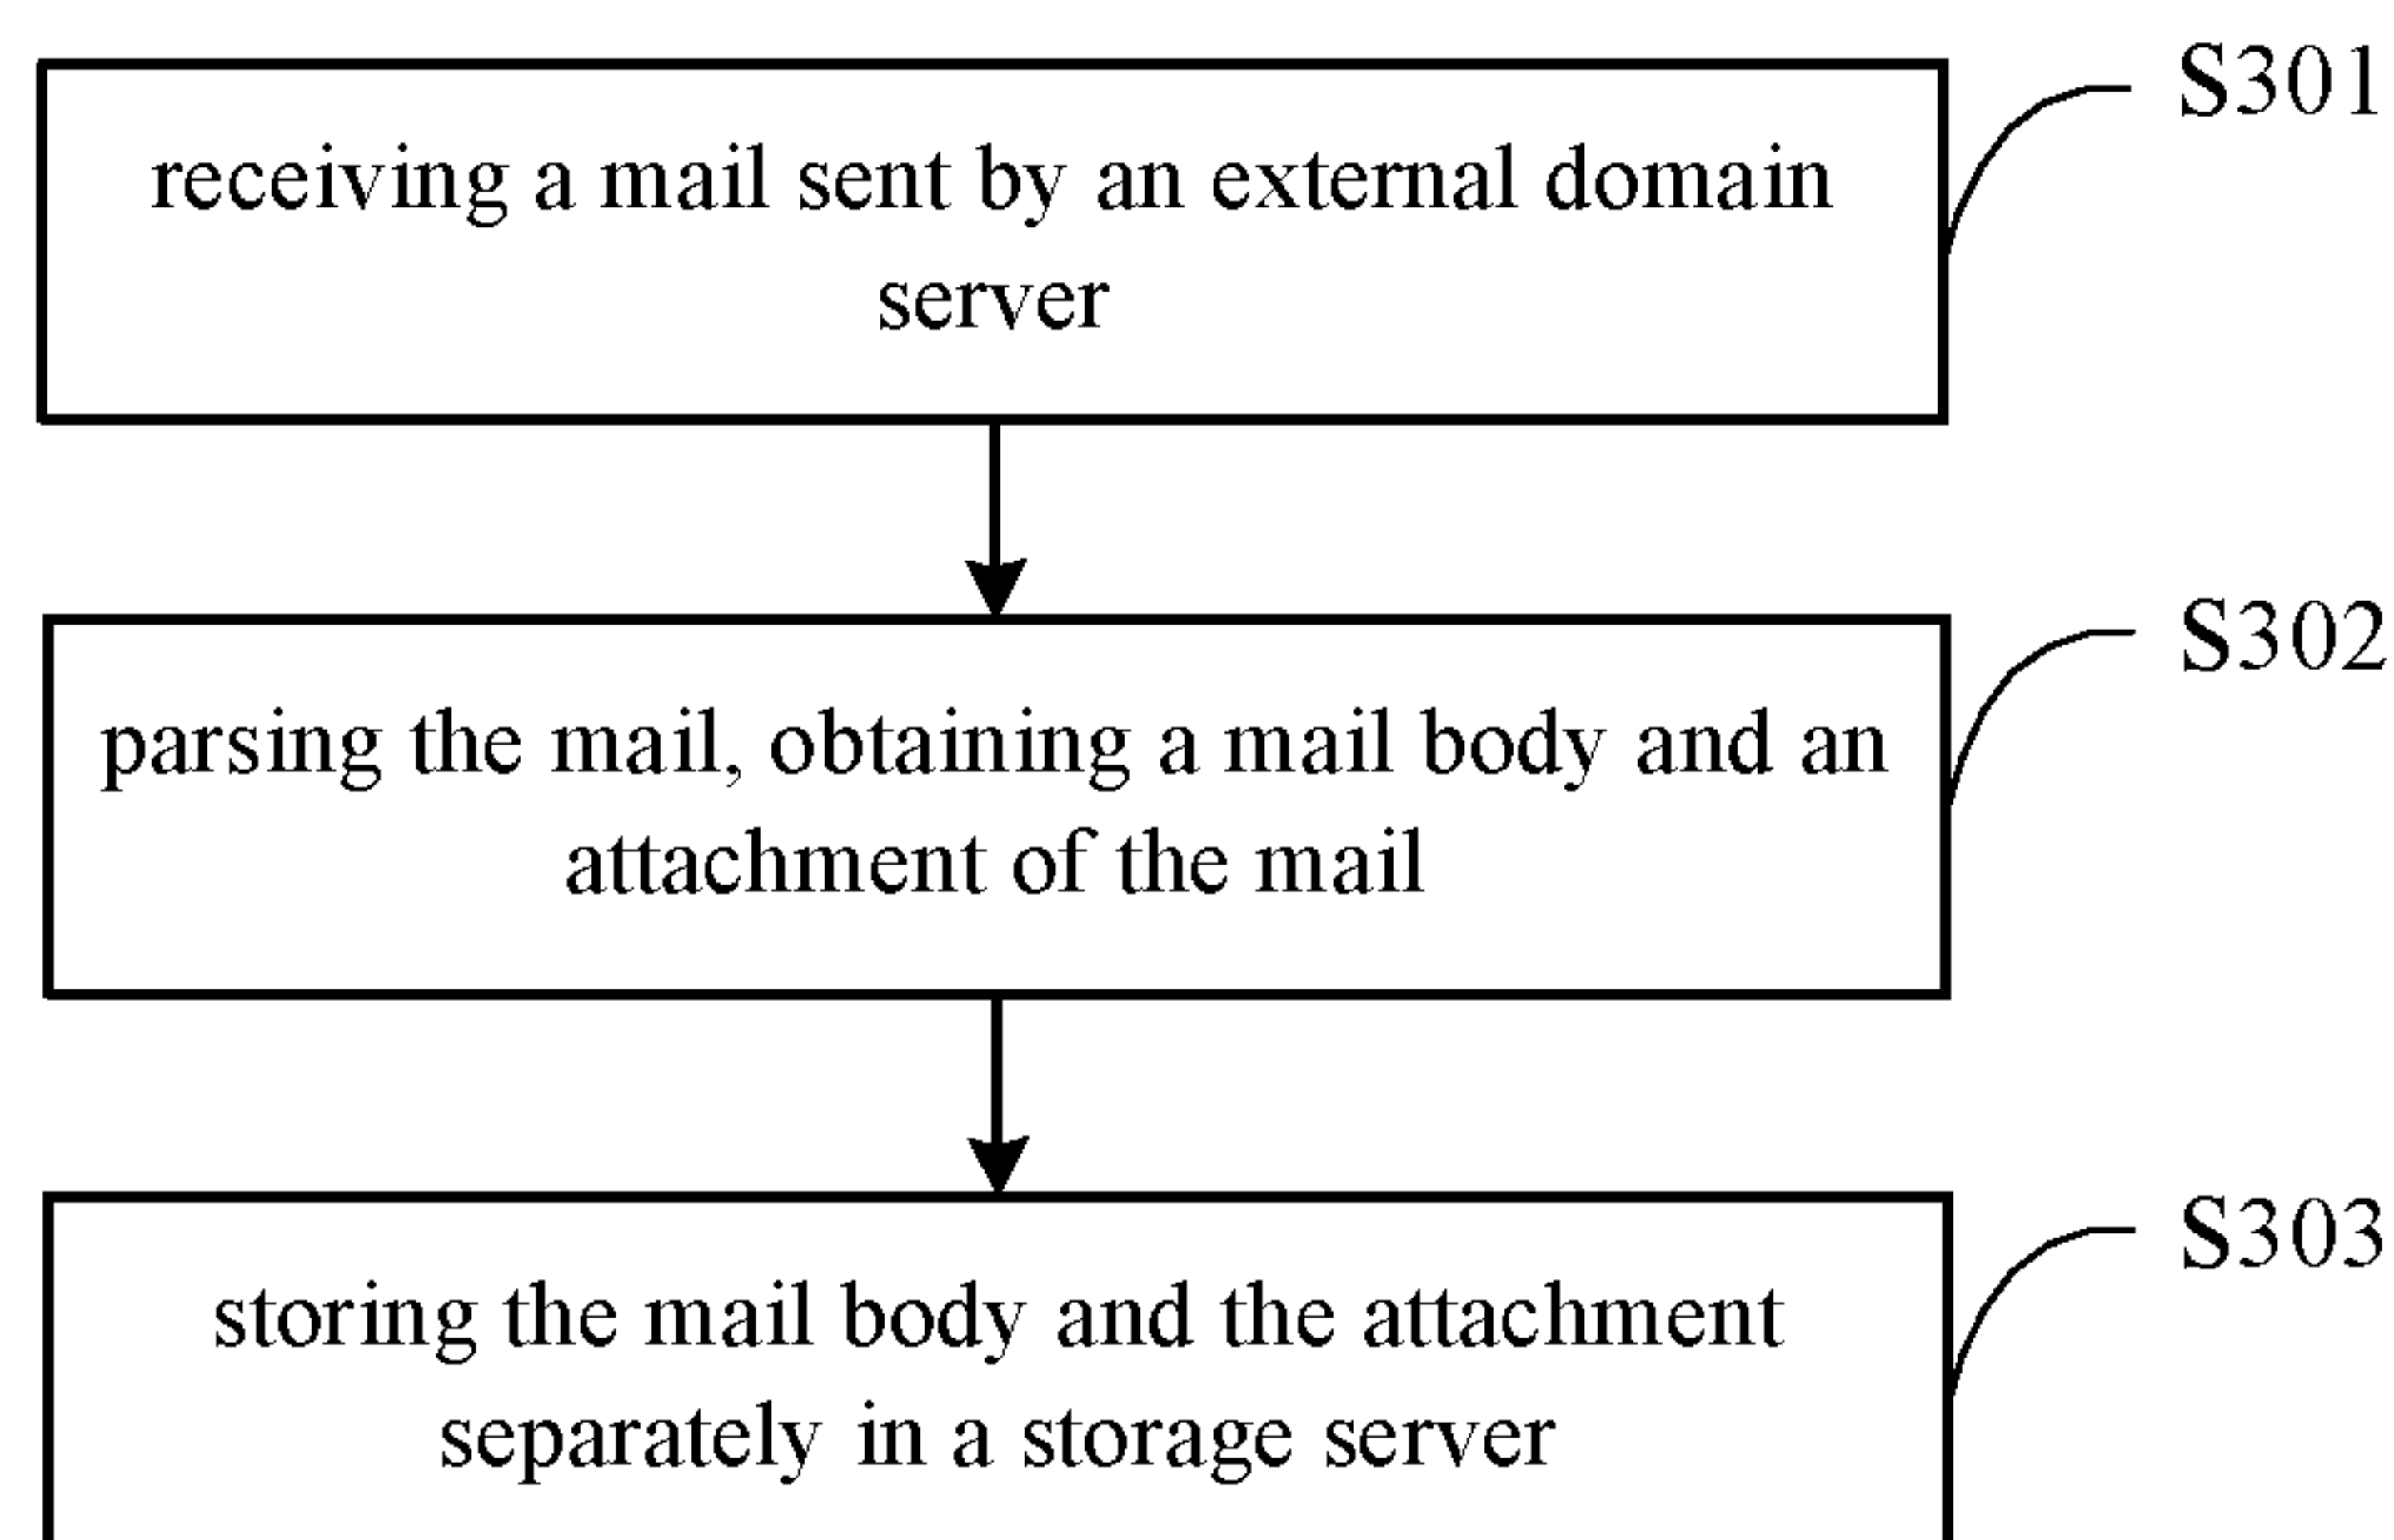 S301
receiving a mail sent by an external domain
server
S302
parsing the mail, obtaining a mail body and an
attachment of the mail
S303
storing the mail body and the attachment
separately in a storage server